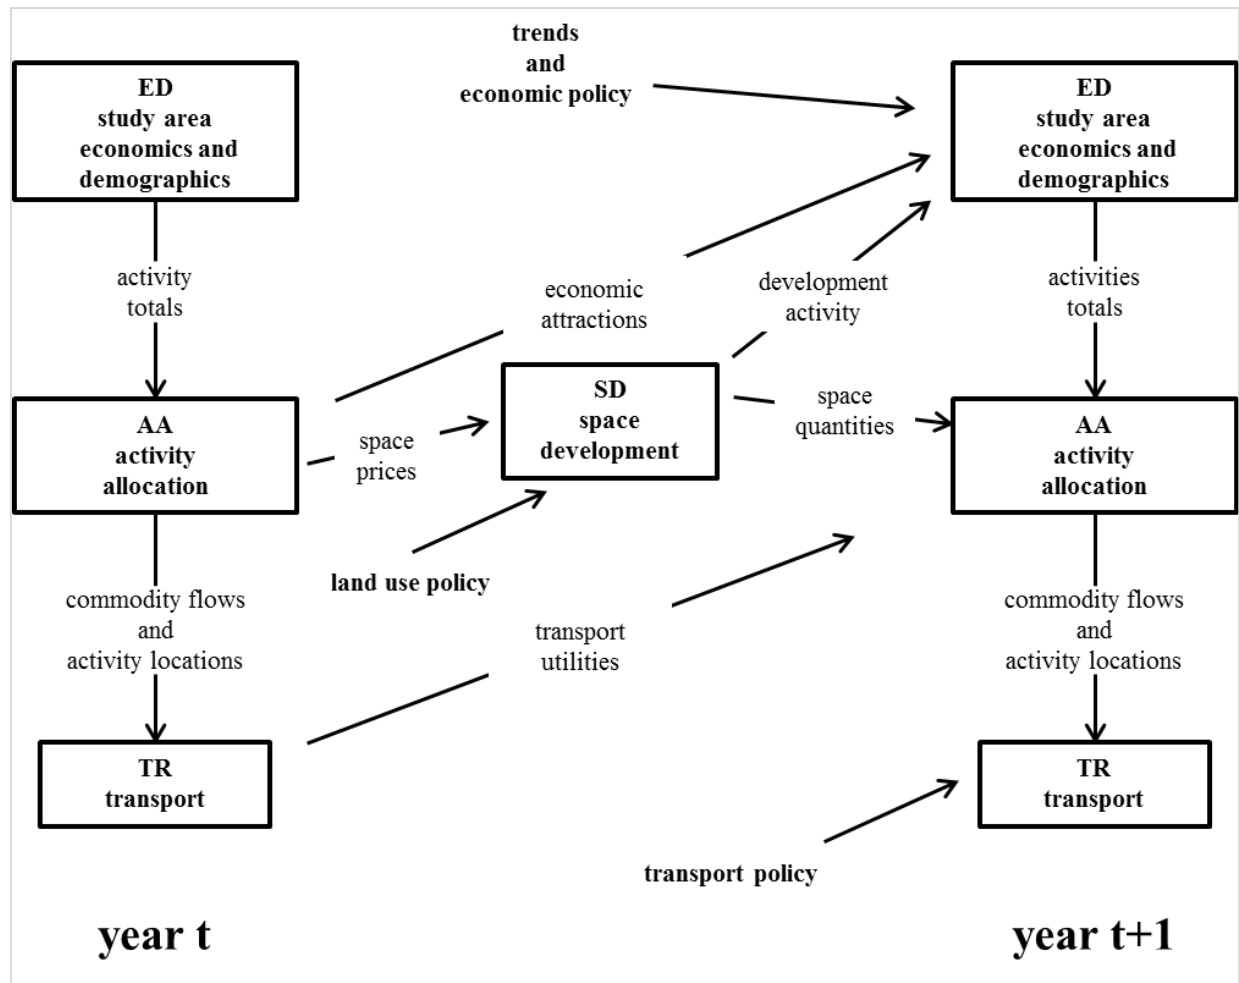 trends
and
economic policy
ED
study area
economics and
demographics
ED
study area
economics and
demographics
activity
totals
economic
attractions
development
activity
activities
totals
AA
activity
allocation
space
prices
SD
space
development
space
quantities
AA
activity
allocation
land use policy
commodity flows
and
activity locations
transport
utilities
commodity flows
and
activity locations
TR
transport
TR
transport
transport policy
year t
year t+1